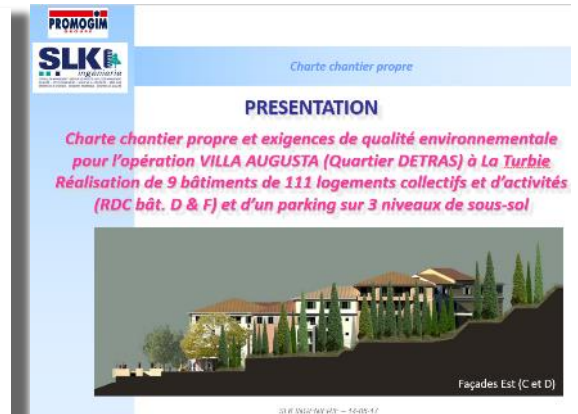 PROMOGIM
GROUPE
SLK
ingénierie
Charte chantier propre
PRESENTATION
Charte chantier propre et exigences de qualité environnementale
pour l'opération VILLA AUGUSTA (Quartier DETRAS) à La Turbie
Réalisation de 9 bâtiments de 111 logements collectifs et d'activités
(RDC bât. D & F) et d'un parking sur 3 niveaux de sous-sol
Façades Est (C et D)